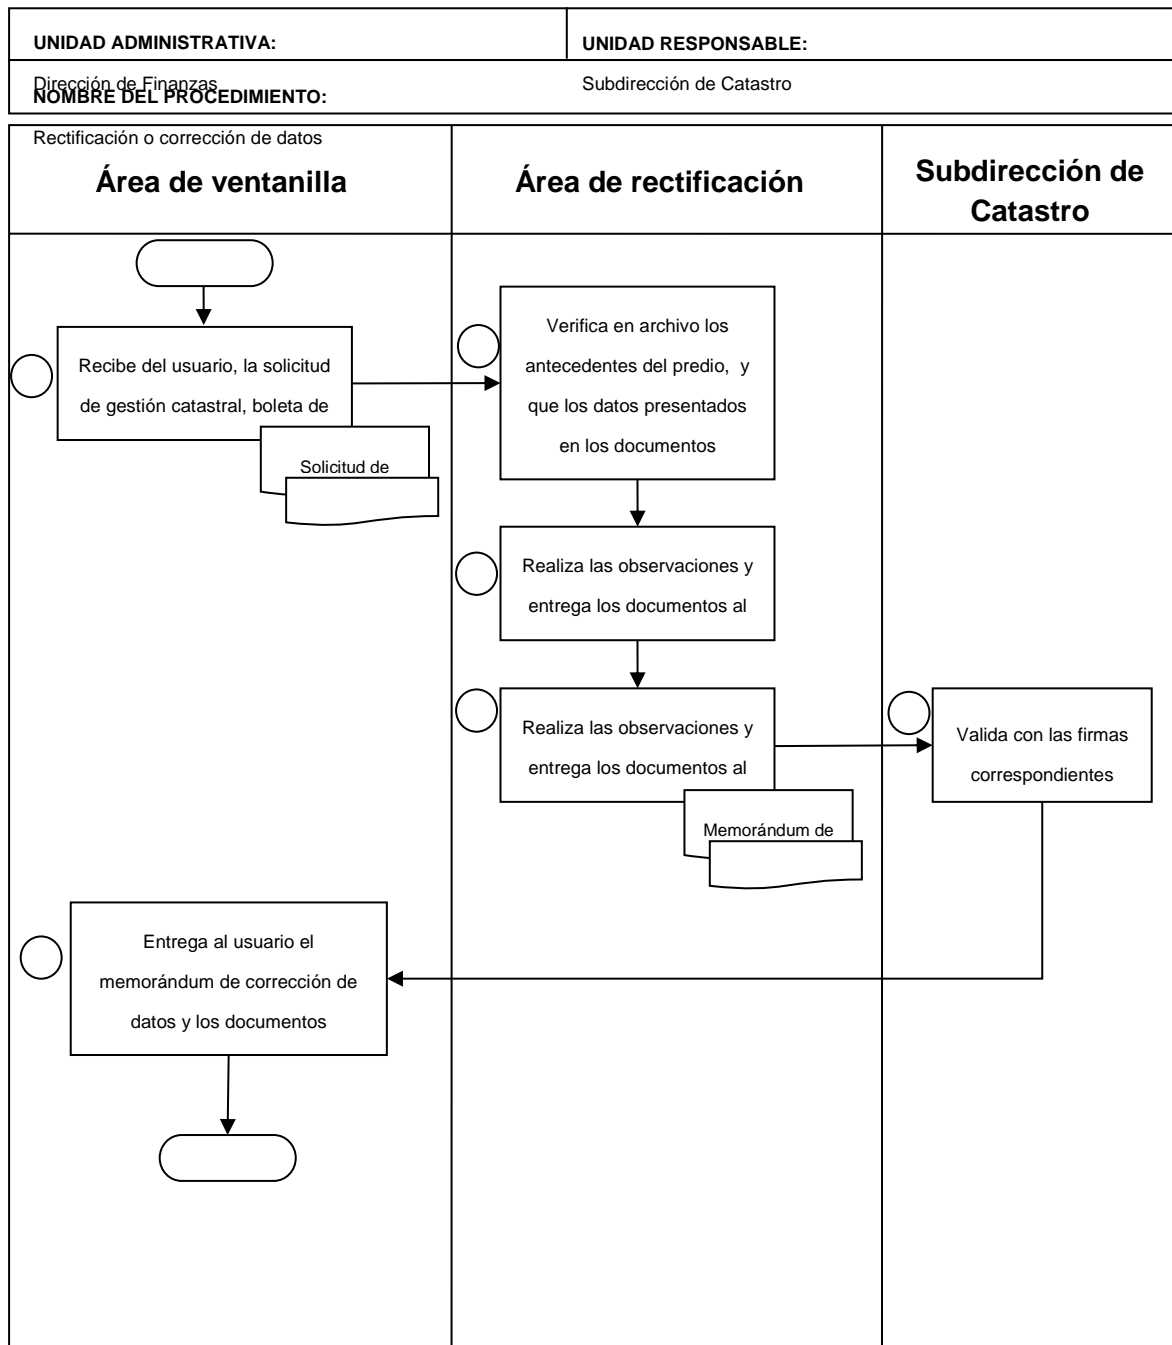 UNIDAD ADMINISTRATIVA:
UNIDAD RESPONSABLE:
Dirección de Finanzas
Subdirección de Catastro
NOMBRE DEL PROCEDIMIENTO:
Rectificación o corrección de datos
Área de ventanilla
Área de rectificación
Subdirección de
Catastro
Recibe del usuario, la solicitud
de gestión catastral, boleta de
Solicitud de
Verifica en archivo los
antecedentes del predio, y
que los datos presentados
en los documentos
Realiza las observaciones y
entrega los documentos al
Realiza las observaciones y
entrega los documentos al
Memorándum de
Valida con las firmas
correspondientes
Entrega al usuario el
memorándum de corrección de
datos y los documentos